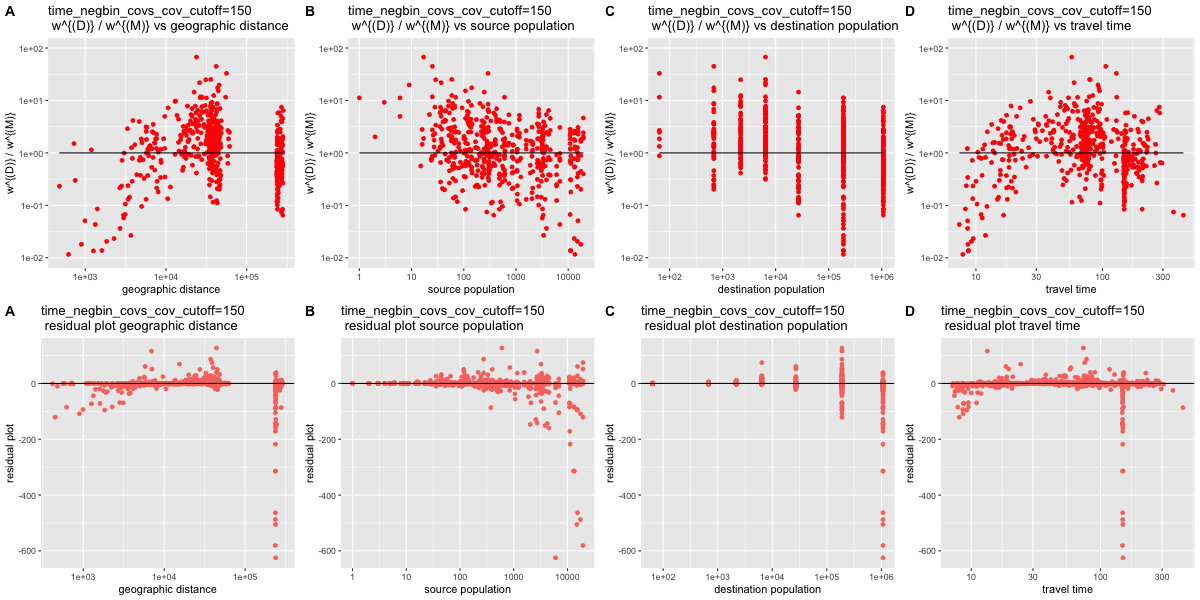 A
time_negbin_covs_cov_cutoff=150
w^{(D)} / w^{(M)} vs geographic distance
1e+02
1e+01
1e+00
1e-01
1e-02
w^{(D)} / w^{(M)}
1e+03
1e+04
1e+05
geographic distance
B
time_negbin_covs_cov_cutoff=150
w^{(D)} / w^{(M)} vs source population
1e+02
1e+01
1e+00
1e-01
1e-02
w^{(D)} / w^{(M)}
1
10
100
1000
10000
source population
C
time_negbin_covs_cov_cutoff=150
w^{(D)} / w^{(M)} vs destination population
1e+02
1e+01
1e+00
1e-01
1e-02
w^{(D)} / w^{(M)}
1e+02
1e+03
1e+04
1e+05
1e+06
destination population
D
time_negbin_covs_cov_cutoff=150
w^{(D)} / w^{(M)} vs travel time
1e+02
1e+01
1e+00
1e-01
1e-02
w^{(D)} / w^{(M)}
10
30
100
300
travel time
A
time_negbin_covs_cov_cutoff=150
residual plot geographic distance
0
-200
-400
-600
residual plot
1e+03
1e+04
1e+05
geographic distance
B
time_negbin_covs_cov_cutoff=150
residual plot source population
0
-200
-400
-600
residual plot
1
10
100
1000
10000
source population
C
time_negbin_covs_cov_cutoff=150
residual plot destination population
0
-200
-400
-600
residual plot
1e+02
1e+03
1e+04
1e+05
1e+06
destination population
D
time_negbin_covs_cov_cutoff=150
residual plot travel time
0
-200
-400
-600
residual plot
10
30
100
300
travel time